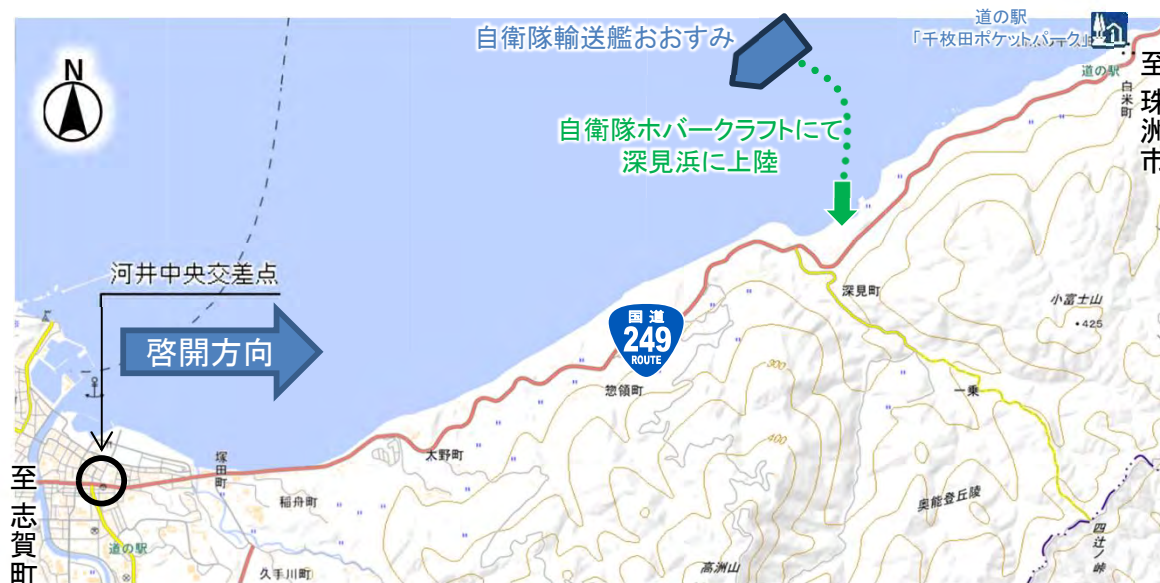 自衛隊輸送艦おおすみ
道の駅
「千枚田ポケットパーク」
道の駅
至 珠洲市
白米町
N
自衛隊ホバークラフトにて
深見浜に上陸
河井中央交差点
啓開方向
深見町
小富士山
・425
国道
249
ROUTE
300
惣領町
一乗
400
太野町
塚田町
稲舟町
奥能登丘陵
至 志賀町
道の駅
久手川町
高洲山
四辻ノ峠